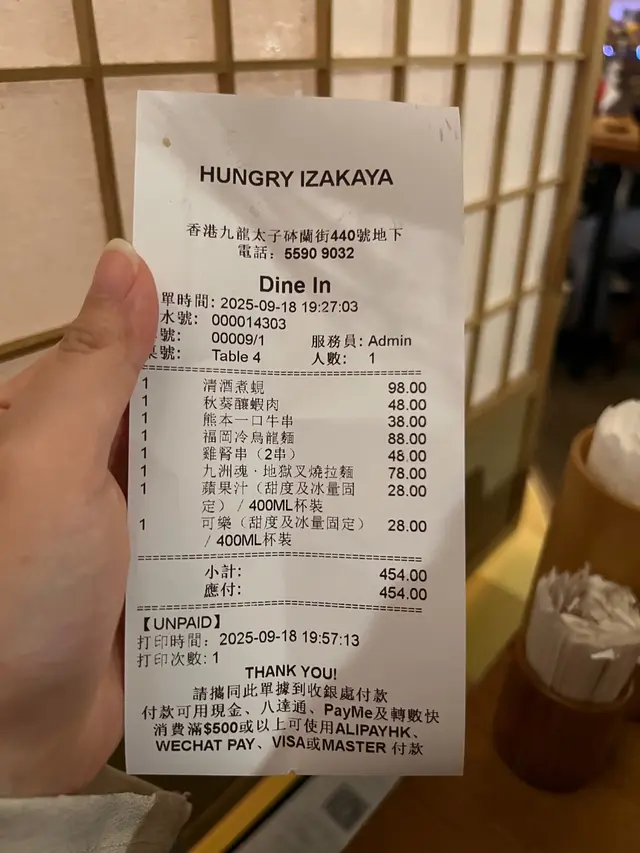 HUNGRY IZAKAYA
香港九龍太子砵蘭街440號地下
電話：5590 9032
Dine In
單時間：2025-09-18 19:27:03
水號：000014303
號：00009/1 服務員：Admin
號：Table 4 人數：1
1 清酒煮蜆 98.00
1 秋葵釀蝦肉 48.00
1 熊本一口牛串 38.00
1 福岡冷烏龍麵 88.00
1 雞腎串（2串） 48.00
1 九洲魂·地獄叉燒拉麵 78.00
1 蘋果汁（甜度及冰量固 28.00
定）／400ML杯裝
1 可樂（甜度及冰量固定） 28.00
／400ML杯裝
小計： 454.00
應付： 454.00
【UNPAID】
打印時間：2025-09-18 19:57:13
打印次數：1
THANK YOU!
請攜同此單據到收銀處付款
付款可用現金、八達通、PayMe及轉數快
消費滿$500或以上可使用ALIPAYHK、
WECHAT PAY、VISA或MASTER 付款